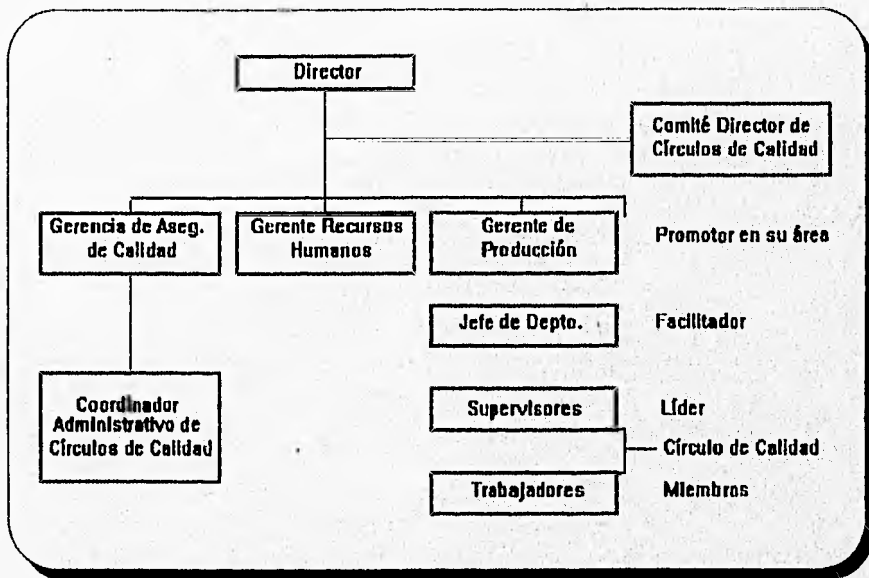 Director
Comité Director de
Círculos de Calidad
Gerencia de Aseg.
de Calidad
Gerente Recursos
Humanos
Gerente de
Producción
Promotor en su área
Jefe de Depto.
Facilitador
Coordinador
Administrativo de
Círculos de Calidad
Supervisores
Líder
Círculo de Calidad
Trabajadores
Miembros